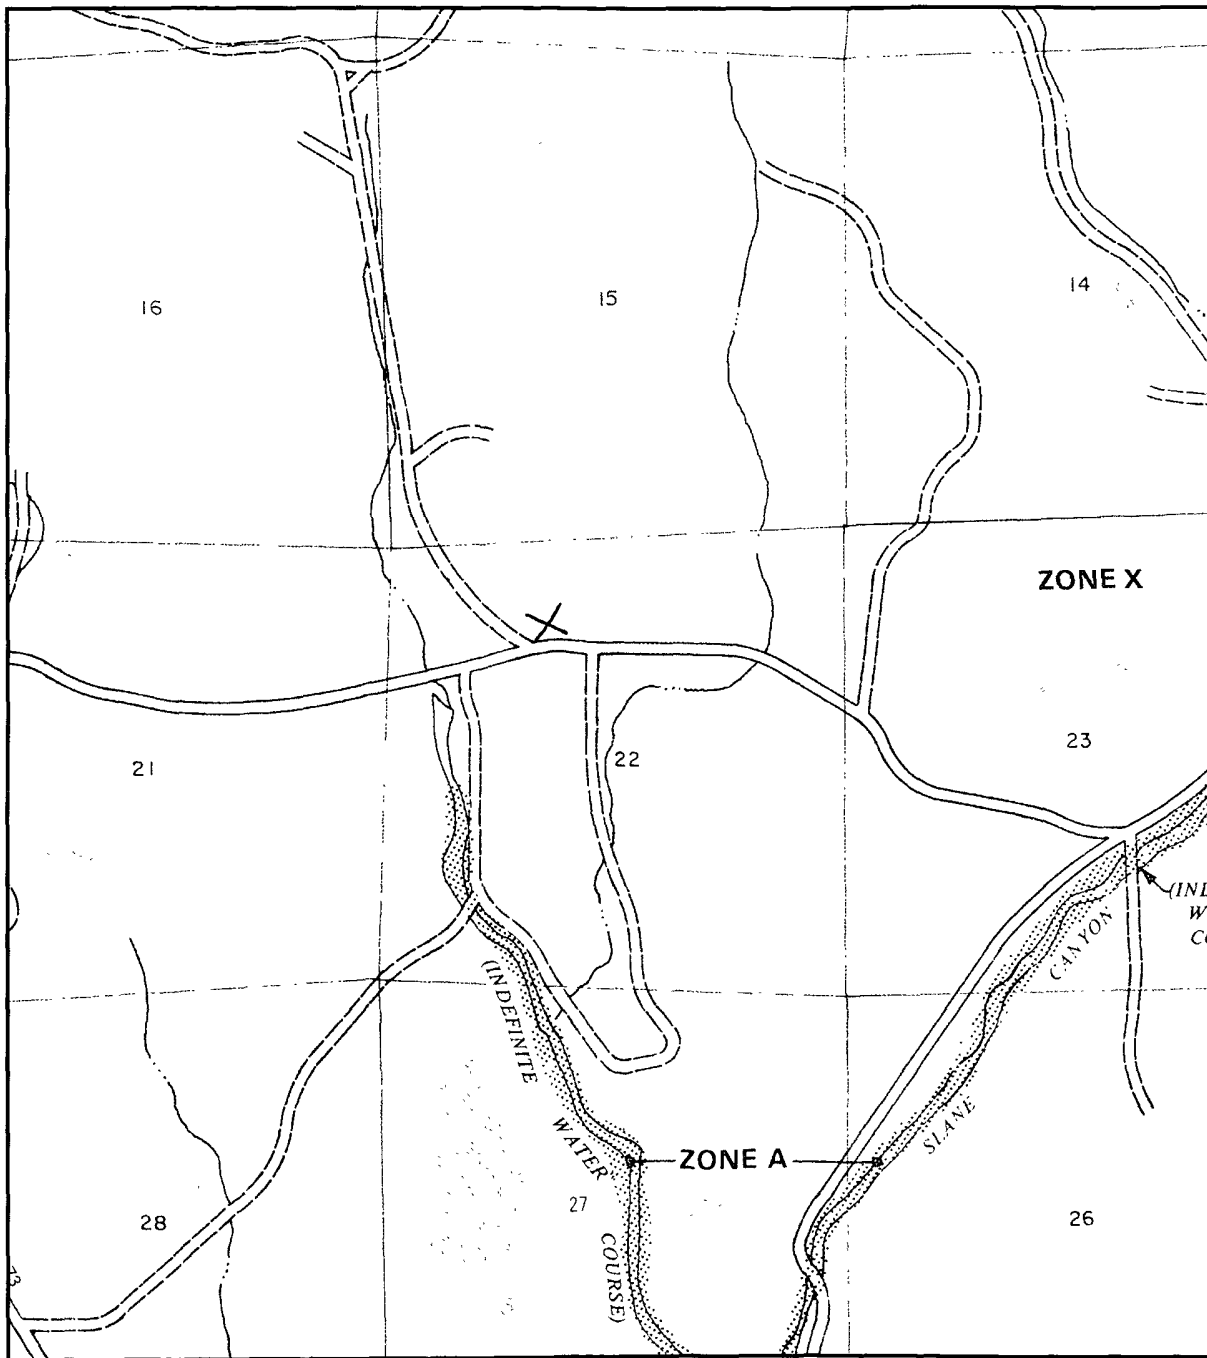 16
15
14
ZONE X
21
22
23
(INDEFINITE
WATER
COURSE)
CANYON
SLANE
ZONE A
28
27
26